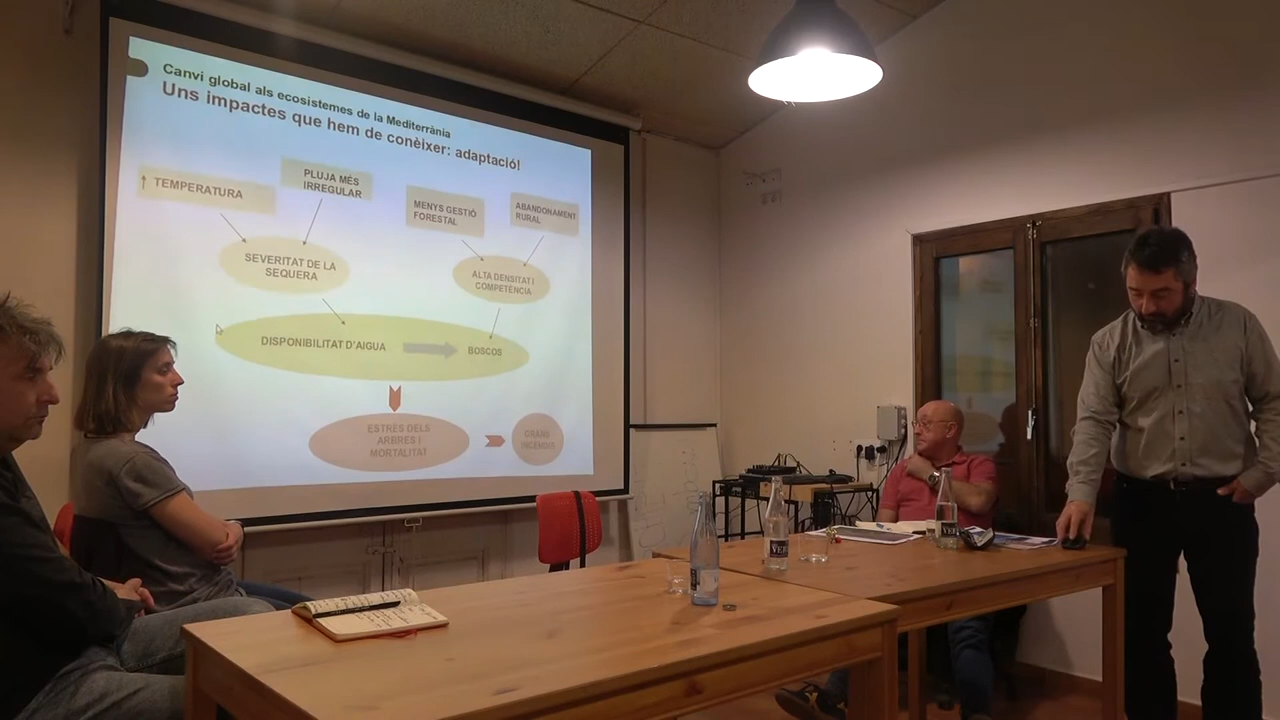 Canvi global als ecosistemes de la Mediterrània
Uns impactes que hem de conèixer: adaptació!
↑ TEMPERATURA
PLUJA MÉS
IRREGULAR
MENYS GESTIÓ
FORESTAL
ABANDONAMENT
RURAL
SEVERITAT DE LA
SEQUERA
ALTA DENSITAT I
COMPETÈNCIA
DISPONIBILITAT D'AIGUA
BOSCOS
ESTRÈS DELS
ARBRES I
MORTALITAT
GRANS
INCENDIS